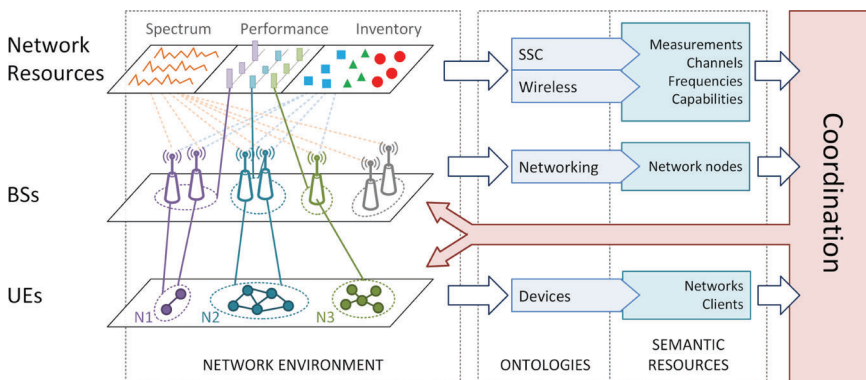 Spectrum Performance Inventory
Network
Resources
SSC
Wireless
Measurements
Channels
Frequencies
Capabilities
BSs
Networking
Network nodes
Coordination
UEs
N1
N2
N3
Devices
Networks
Clients
NETWORK ENVIRONMENT
ONTOLOGIES
SEMANTIC
RESOURCES